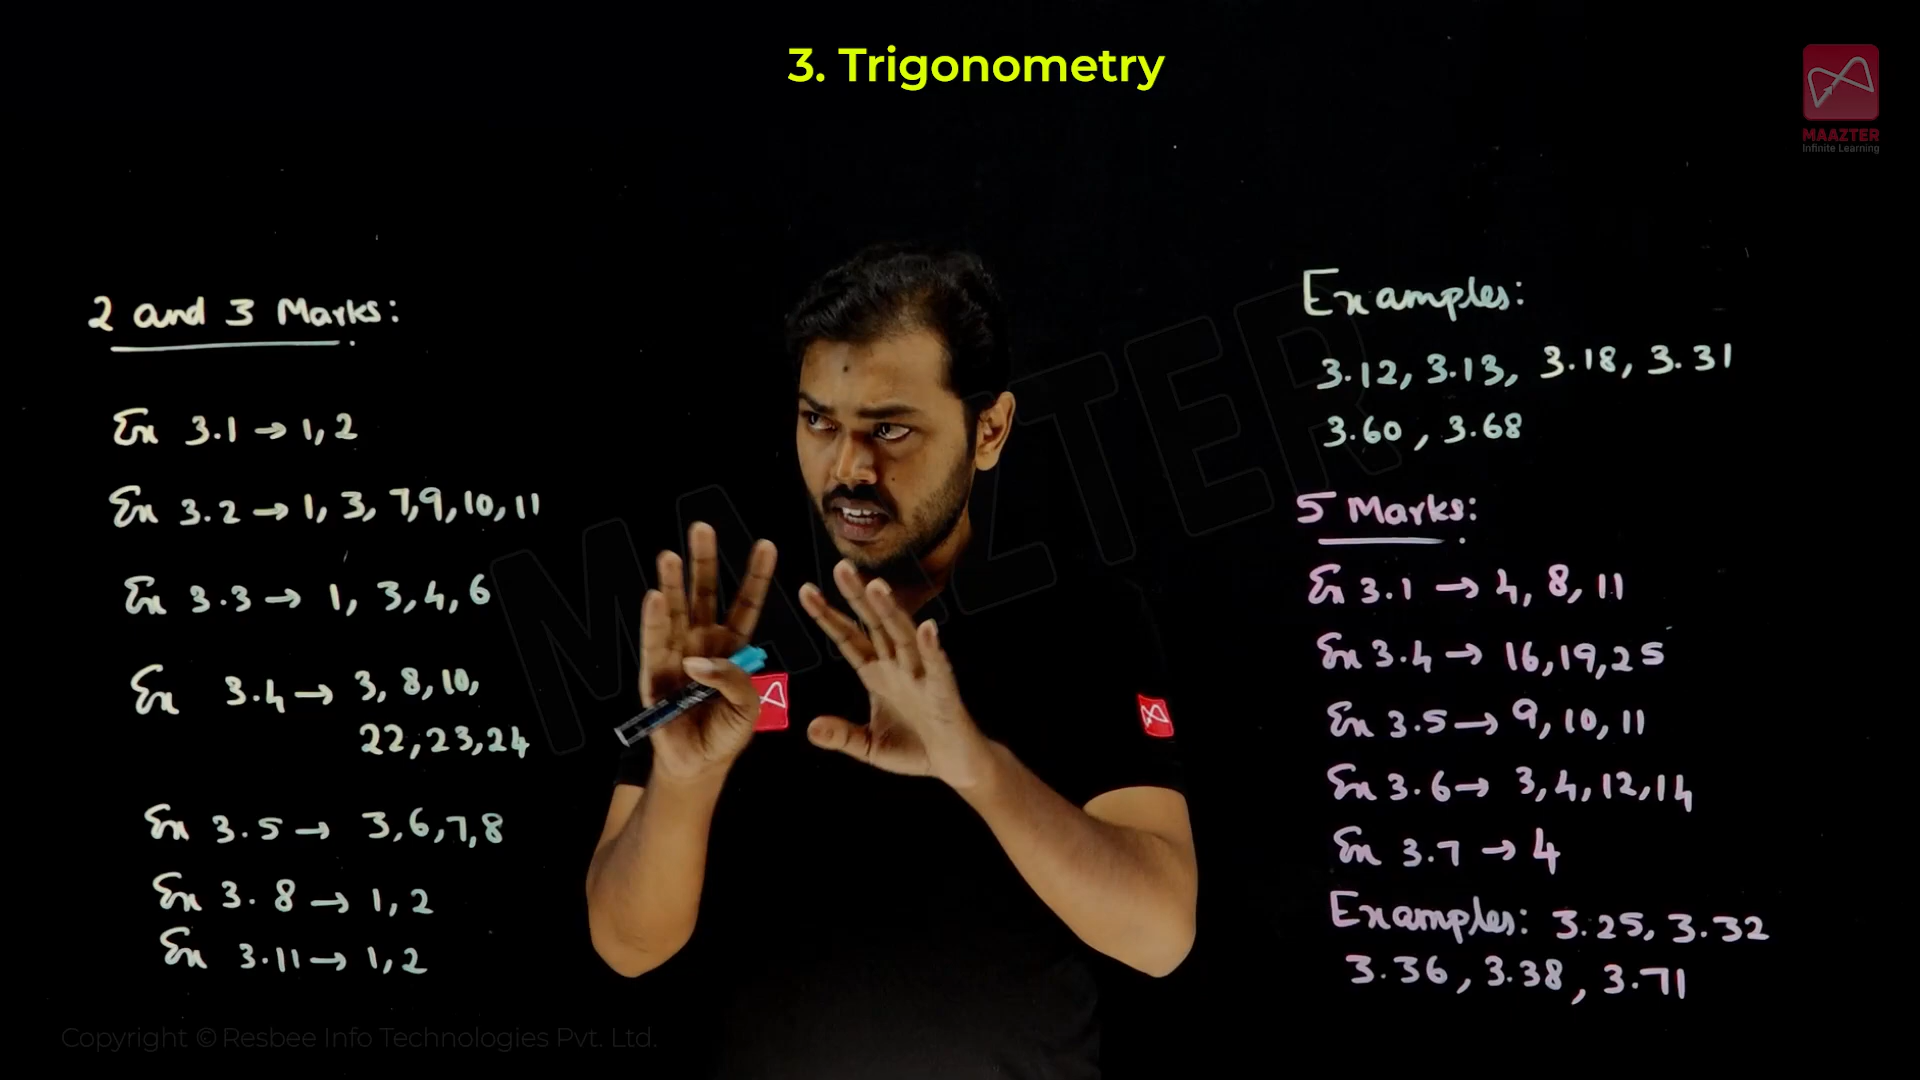 3. Trigonometry
MAAZTER
Infinite Learning
2 and 3 Marks:
Ex 3.1 → 1, 2
Ex 3.2 → 1, 3, 7, 9, 10, 11
Ex 3.3 → 1, 3, 4, 6
Ex 3.4 → 3, 8, 10,
22, 23, 24
Ex 3.5 → 3, 6, 7, 8
Ex 3.8 → 1, 2
Ex 3.11 → 1, 2
Examples:
3.12, 3.13, 3.18, 3.31
3.60, 3.68
5 Marks:
Ex 3.1 → 4, 8, 11
Ex 3.4 → 16, 19, 25
Ex 3.5 → 9, 10, 11
Ex 3.6 → 3, 4, 12, 14
Ex 3.7 → 4
Examples: 3.25, 3.32
3.36, 3.38, 3.71
MAAZTER
Copyright © Resbee Info Technologies Pvt. Ltd.